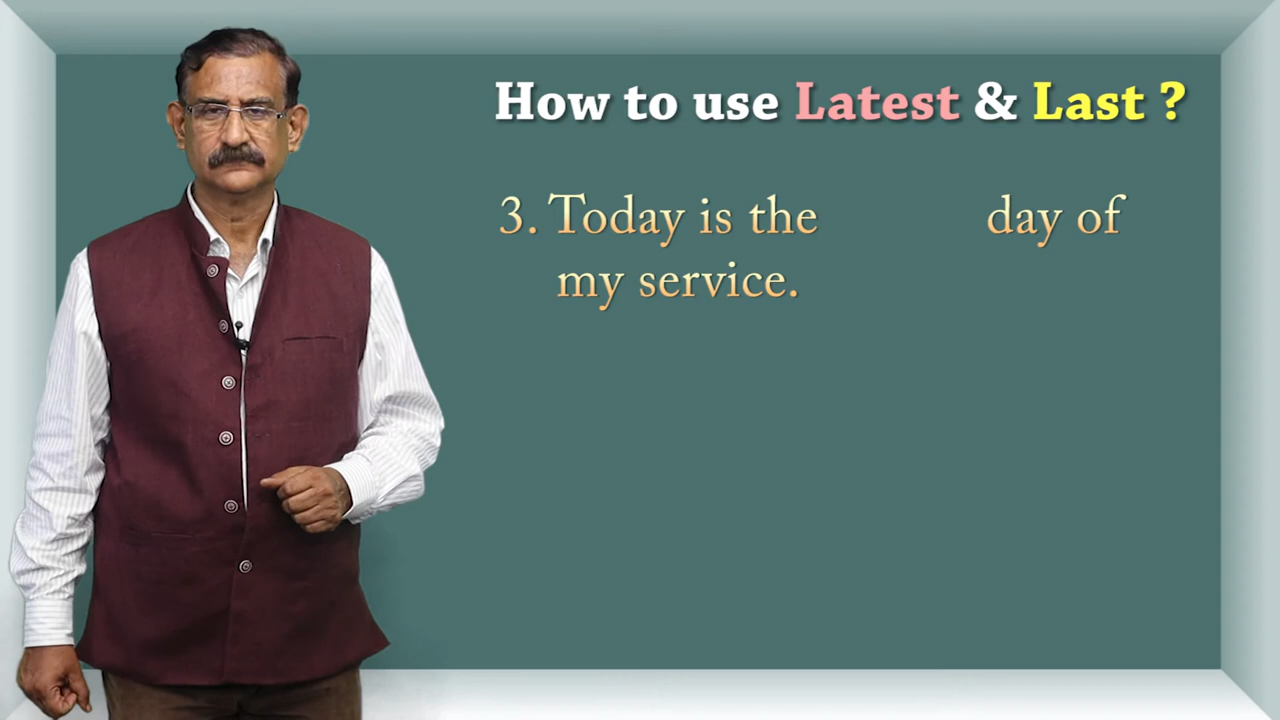 How to use Latest & Last ?
3. Today is the day of
my service.